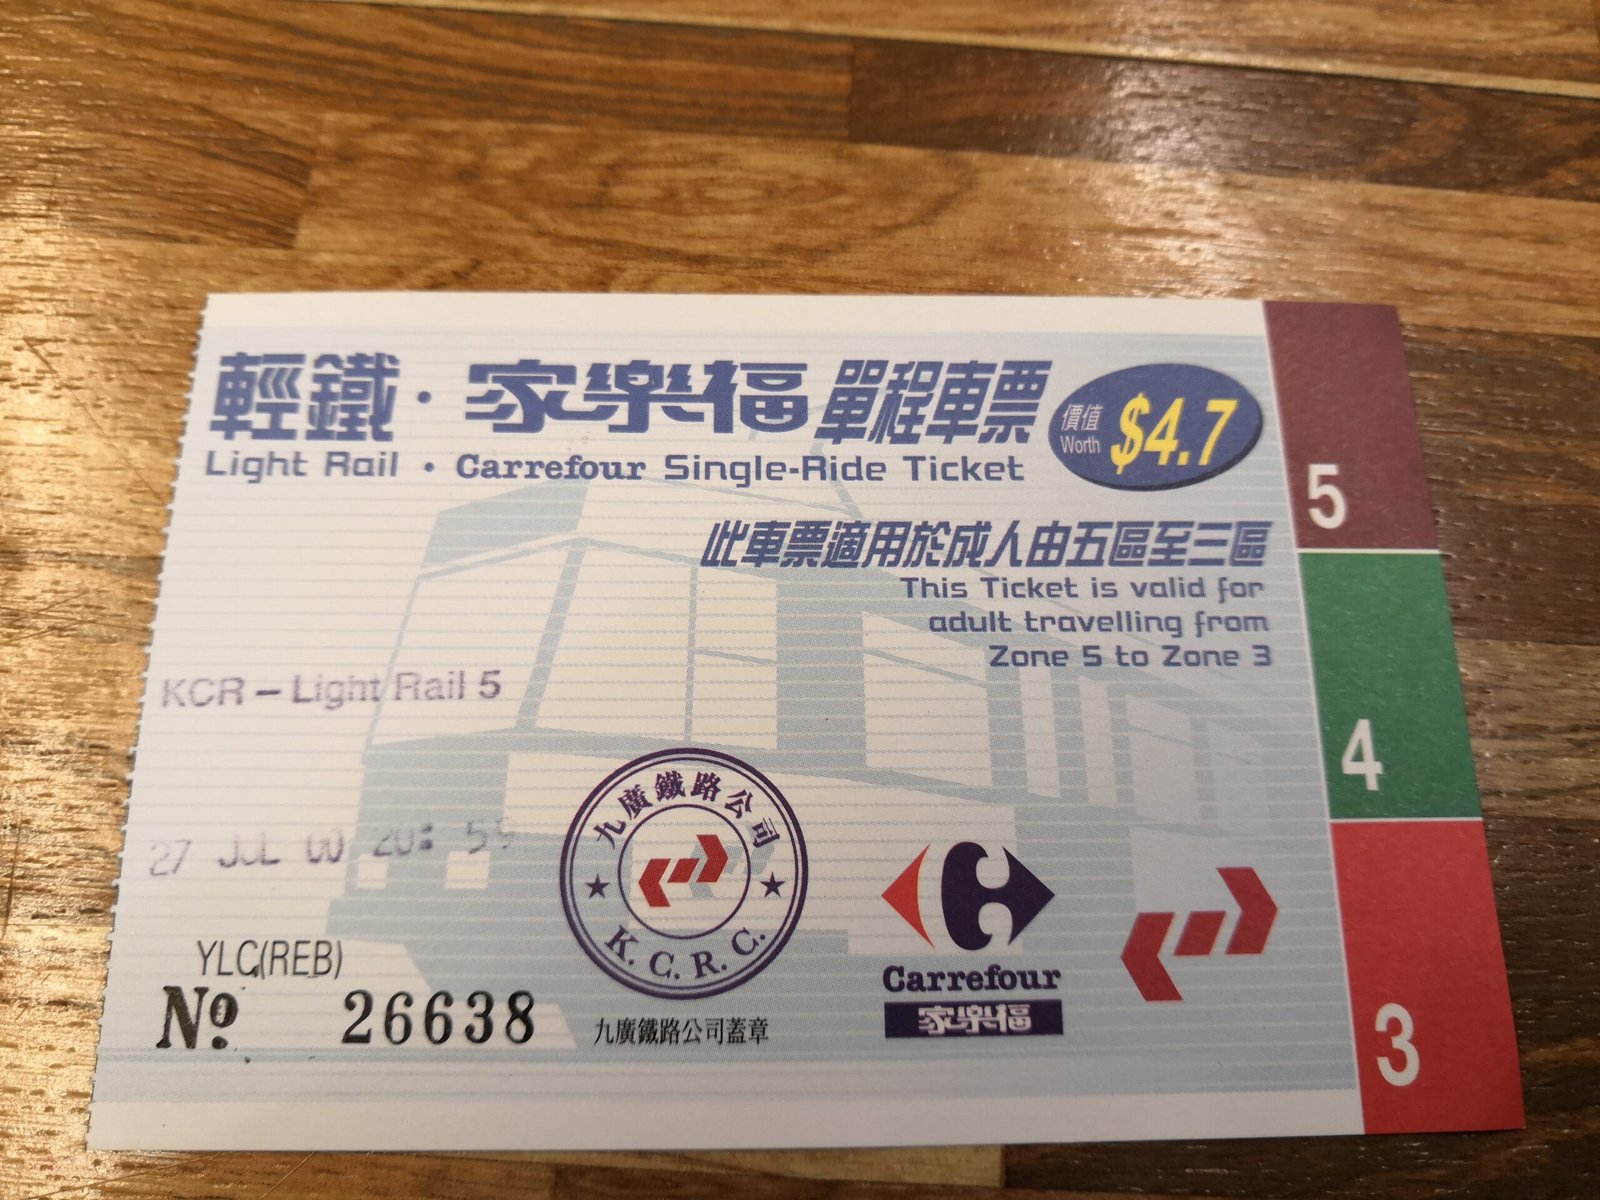 輕鐵・家樂福單程車票
Light Rail • Carrefour Single-Ride Ticket
價值
Worth
$4.7
此車票適用於成人由五區至三區
This Ticket is valid for
adult travelling from
Zone 5 to Zone 3
5
4
3
KCR – Light Rail 5
27 JUL 00 20:
YLC(REB)
No. 26638
九廣鐵路公司
K. C. R. C.
九廣鐵路公司蓋章
Carrefour
家樂福